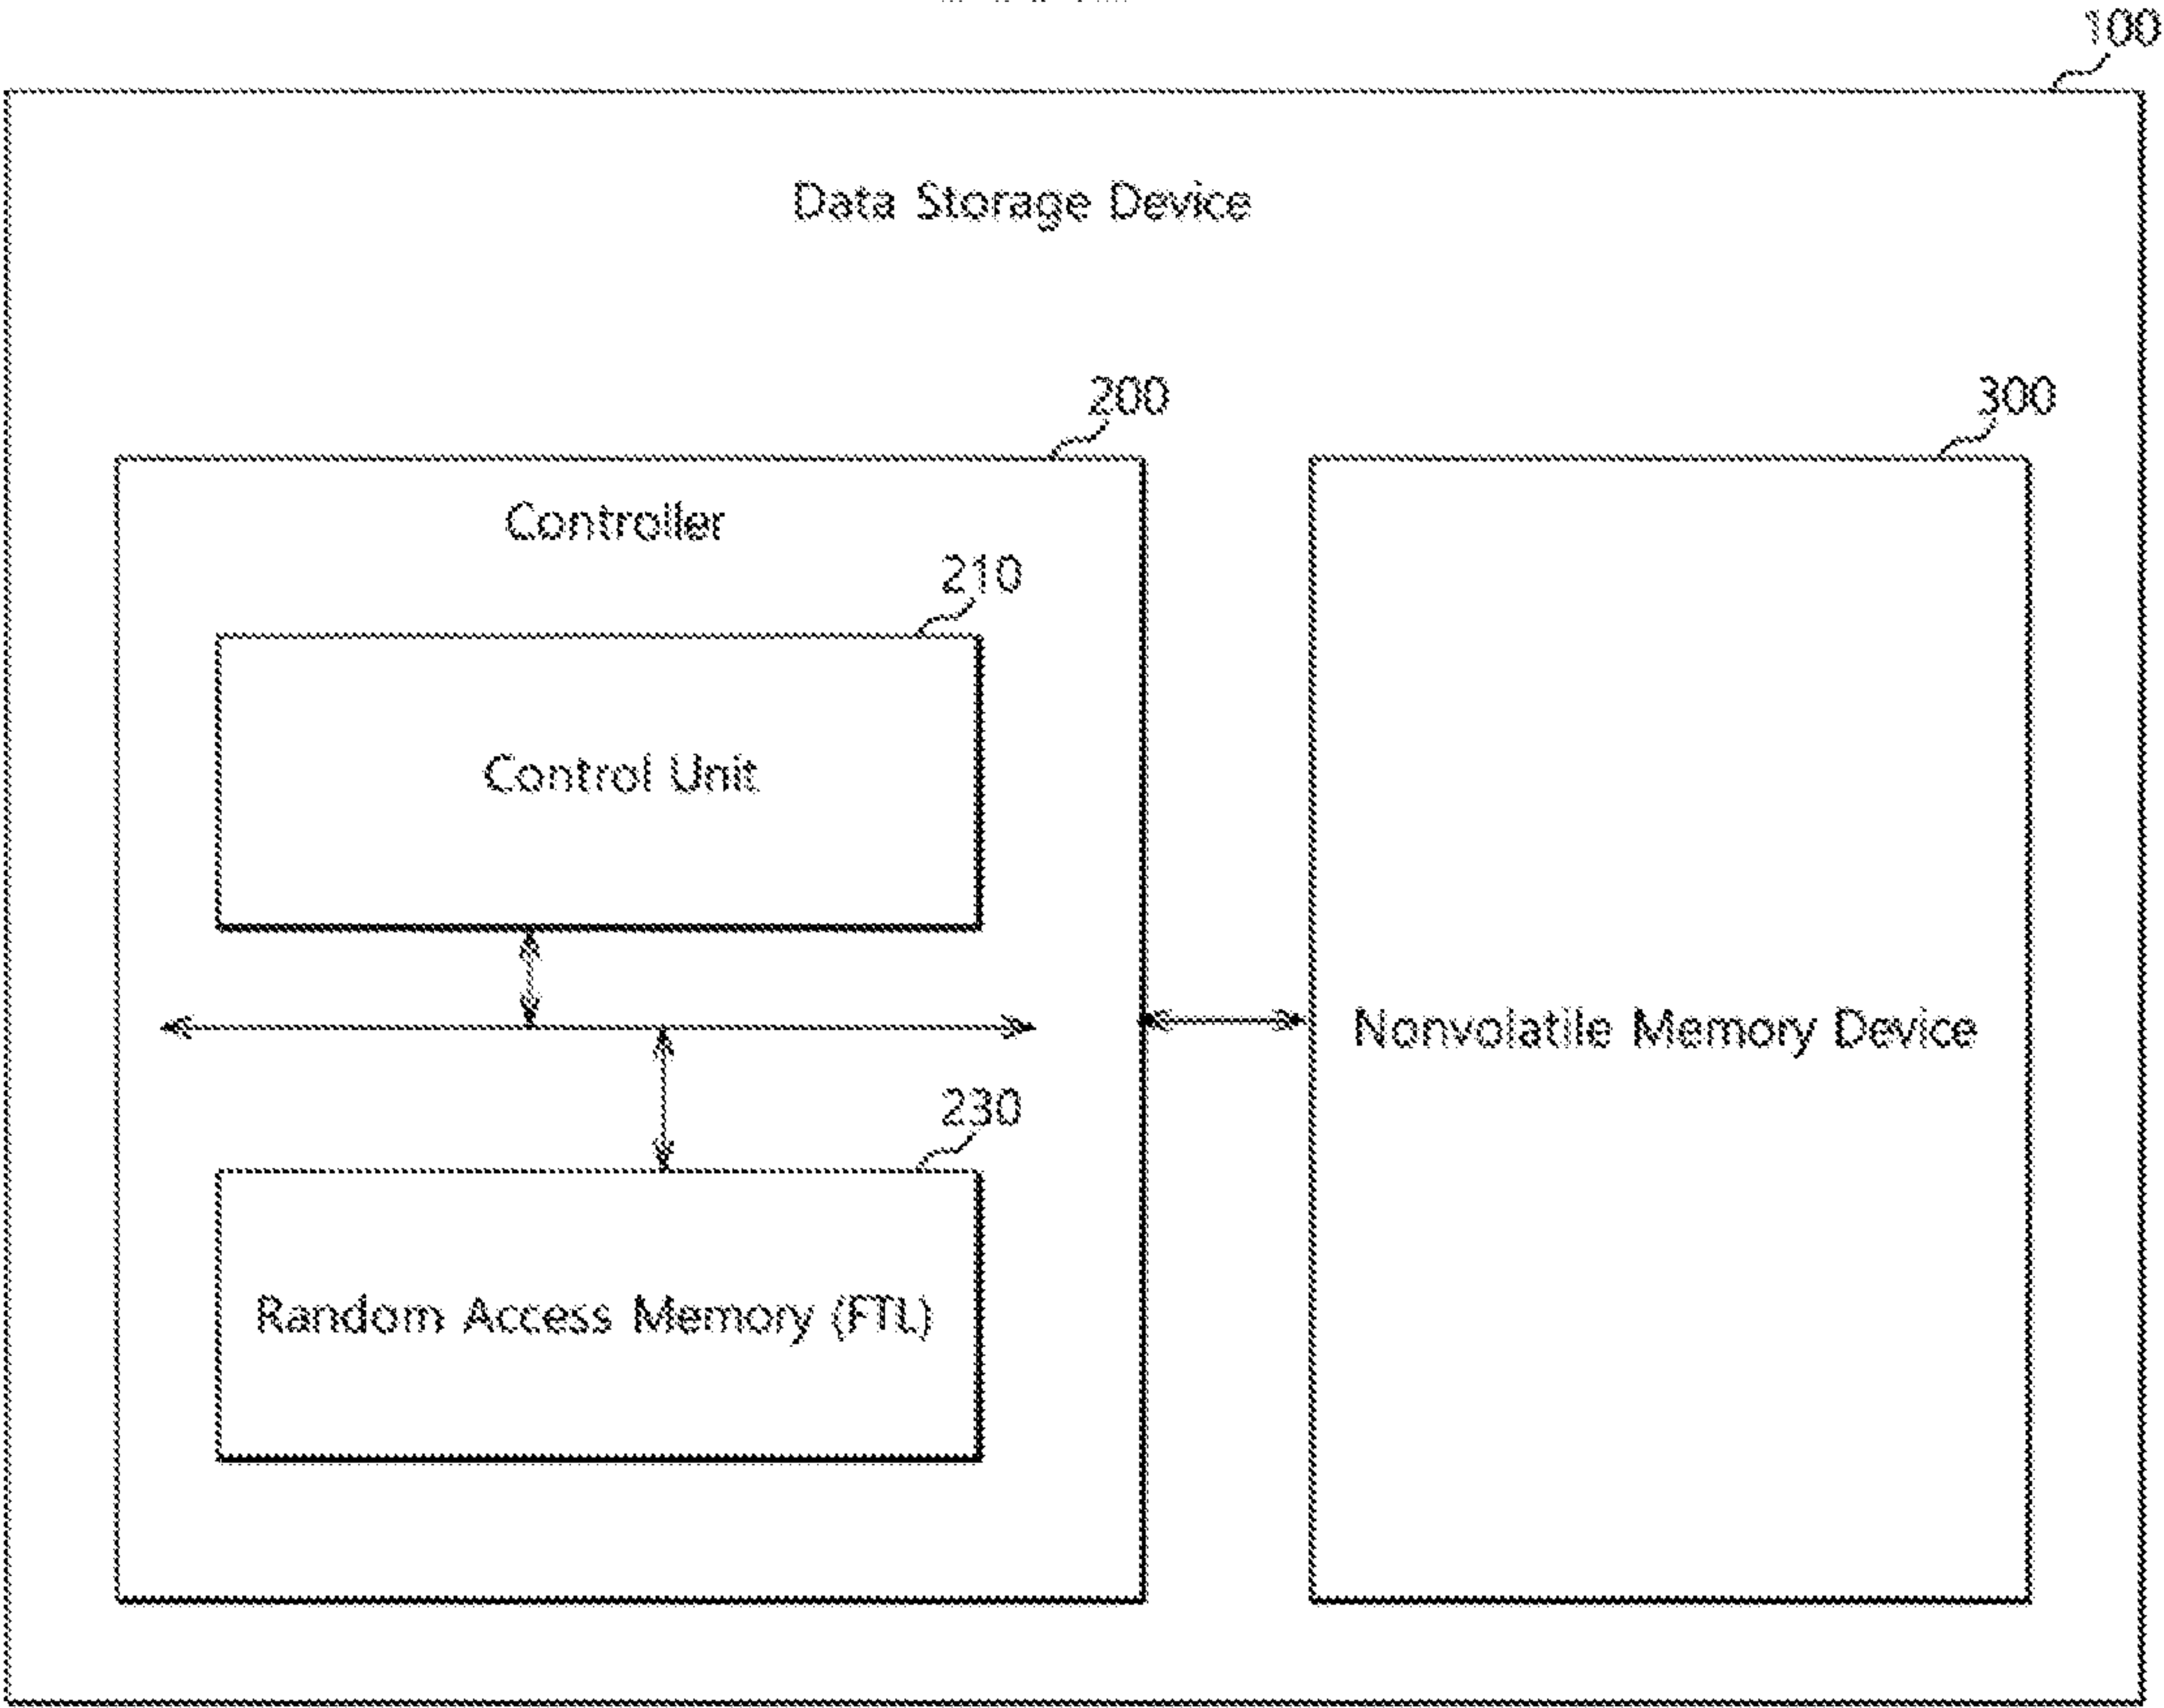 100
Data Storage Device
200
300
Controller
210
Control Unit
Nonvolatile Memory Device
230
Random Access Memory (FTL)